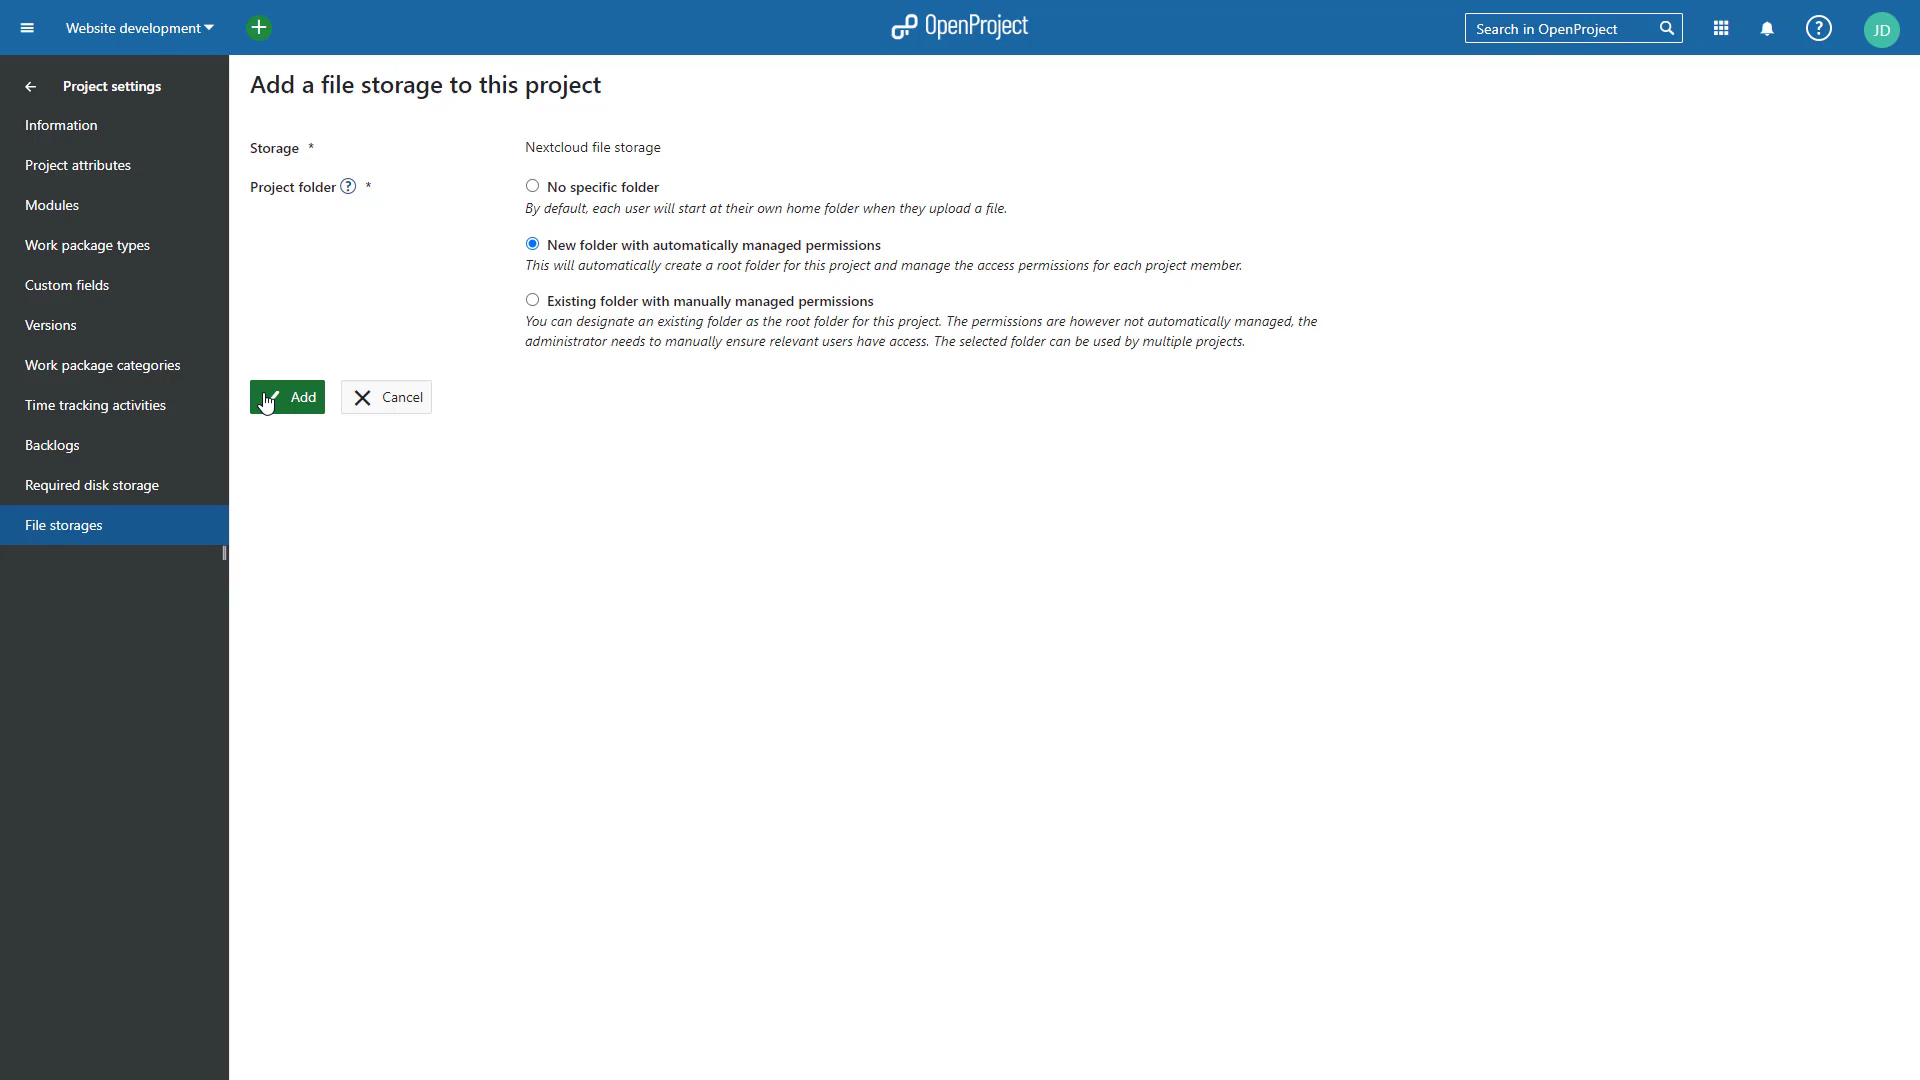 Website development
OpenProject
Search in OpenProject
?
JD
Project settings
Information
Project attributes
Modules
Work package types
Custom fields
Versions
Work package categories
Time tracking activities
Backlogs
Required disk storage
File storages
Add a file storage to this project
Storage *
Nextcloud file storage
Project folder ? *
No specific folder
By default, each user will start at their own home folder when they upload a file.
New folder with automatically managed permissions
This will automatically create a root folder for this project and manage the access permissions for each project member.
Existing folder with manually managed permissions
You can designate an existing folder as the root folder for this project. The permissions are however not automatically managed, the
administrator needs to manually ensure relevant users have access. The selected folder can be used by multiple projects.
Add
Cancel